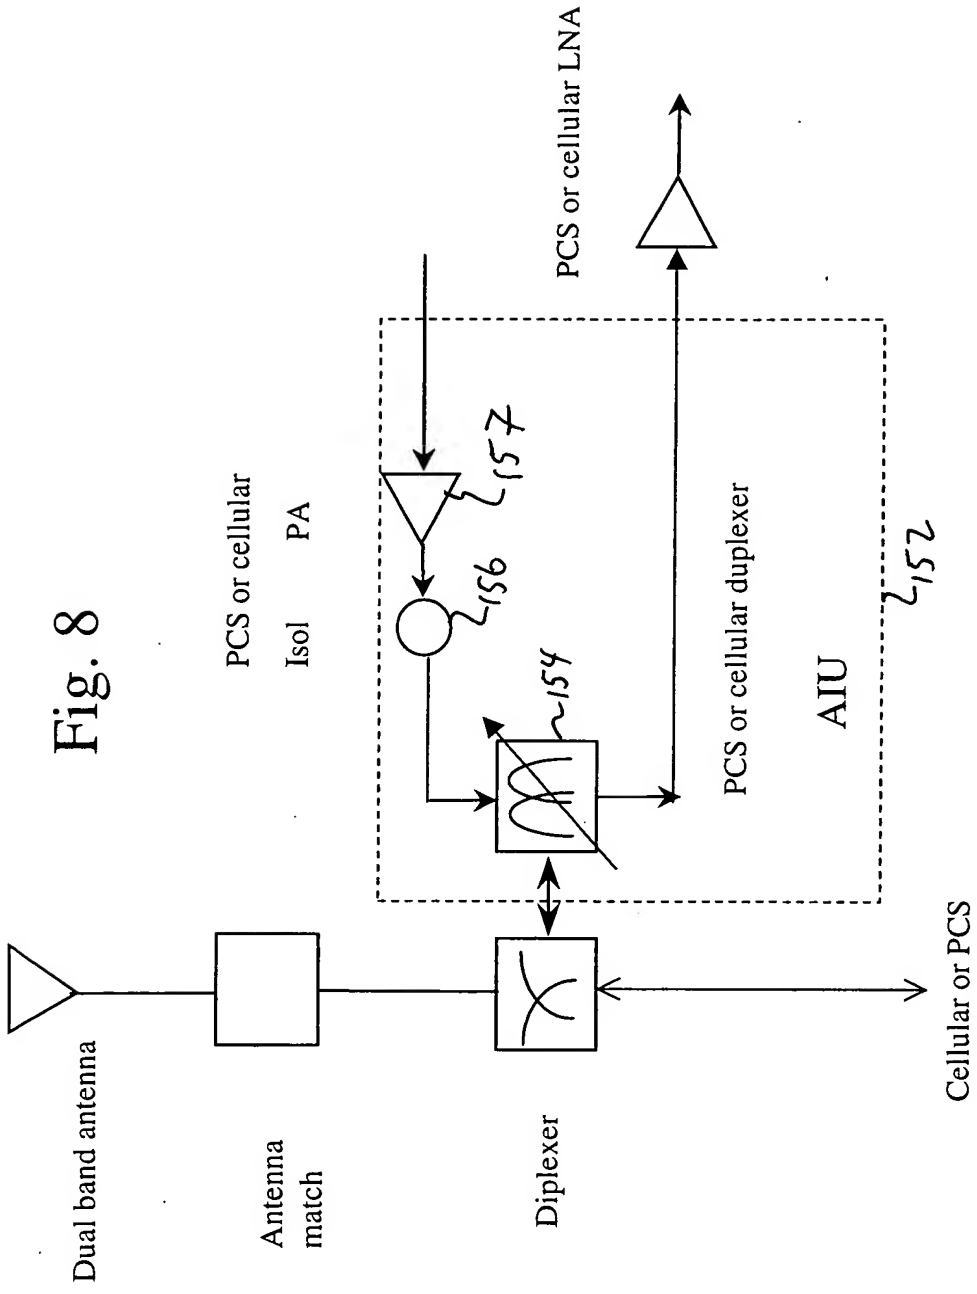 Fig. 8
Dual band antenna
Antenna
match
Diplexer
Cellular or PCS
PCS or cellular
Isol PA
157
156
154
PCS or cellular duplexer
AIU
152
PCS or cellular LNA